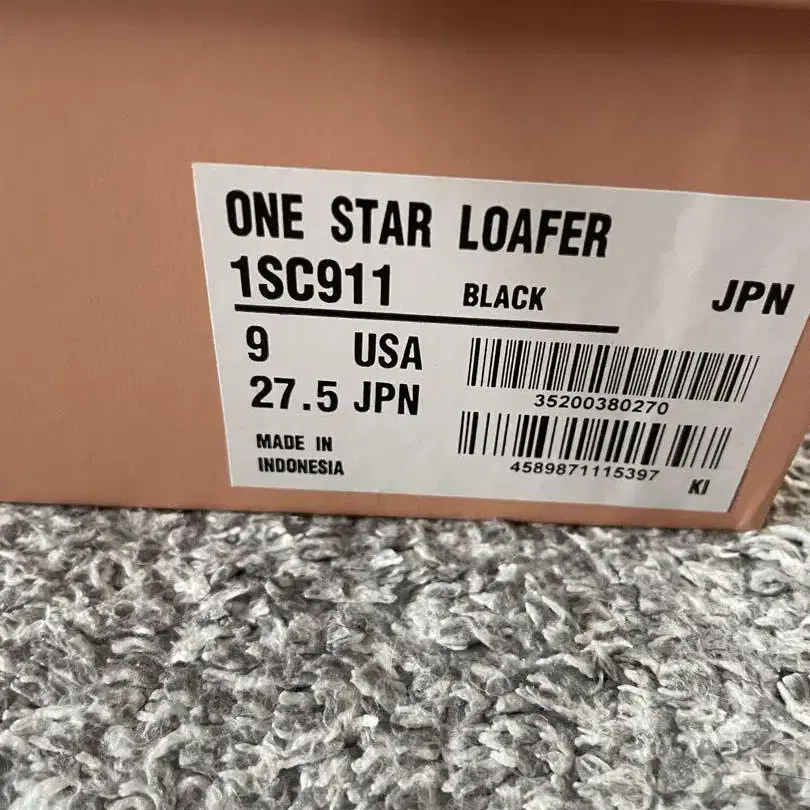 ONE STAR LOAFER
1SC911 BLACK JPN
9 USA
27.5 JPN
35200380270
MADE IN
INDONESIA
4589871115397 KI